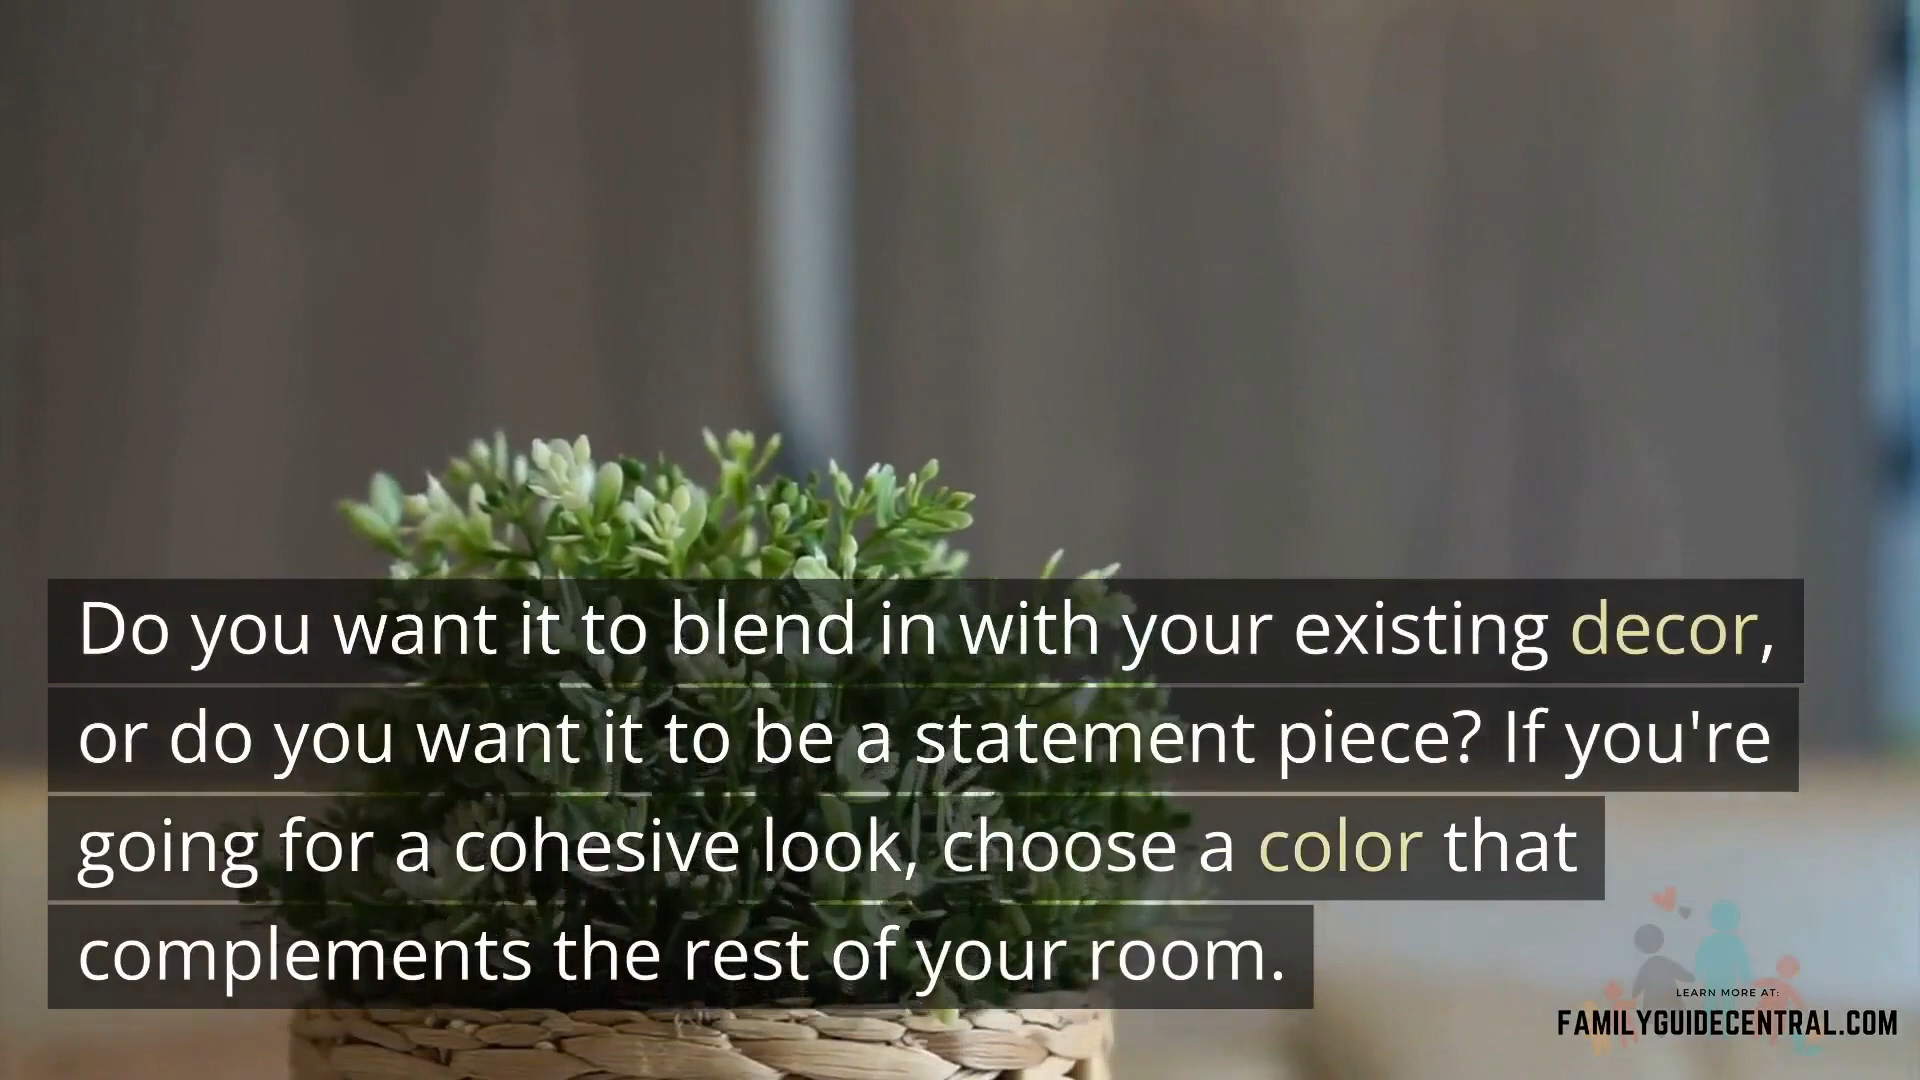 Do you want it to blend in with your existing decor,
or do you want it to be a statement piece? If you're
going for a cohesive look, choose a color that
complements the rest of your room.
LEARN MORE AT:
FAMILYGUIDECENTRAL.COM